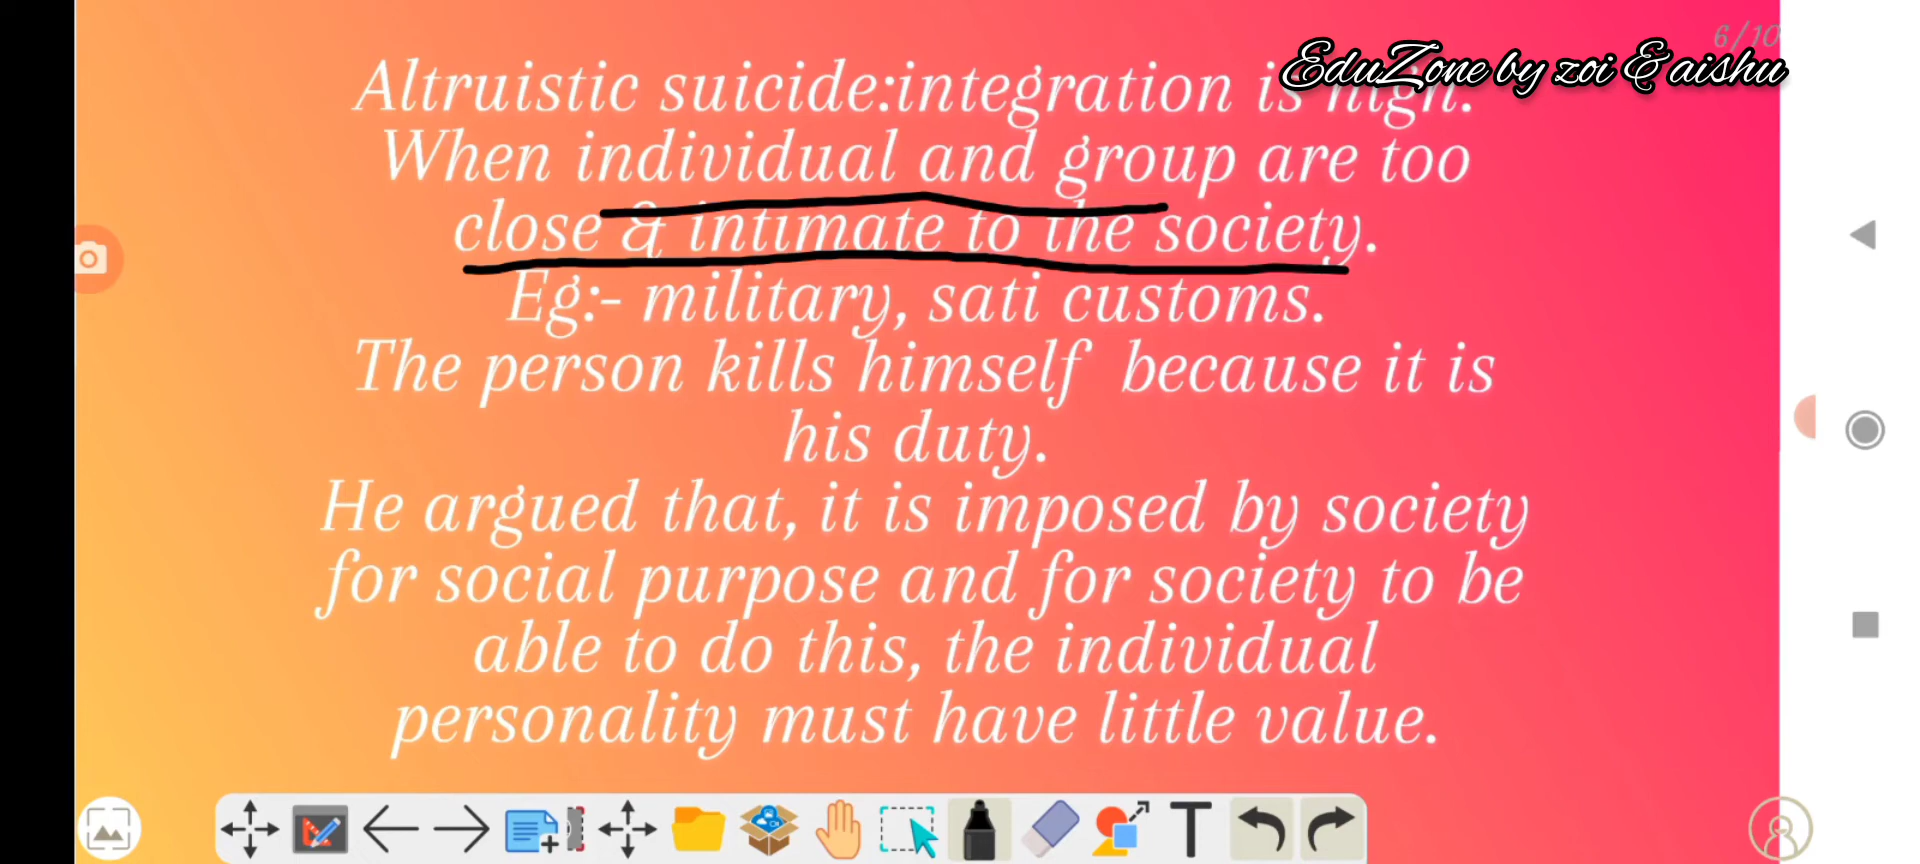 6/10
EduZone by zoi & aishu
Altruistic suicide:integration is high.
When individual and group are too
close & intimate to the society.
Eg:- military, sati customs.
The person kills himself because it is
his duty.
He argued that, it is imposed by society
for social purpose and for society to be
able to do this, the individual
personality must have little value.
T